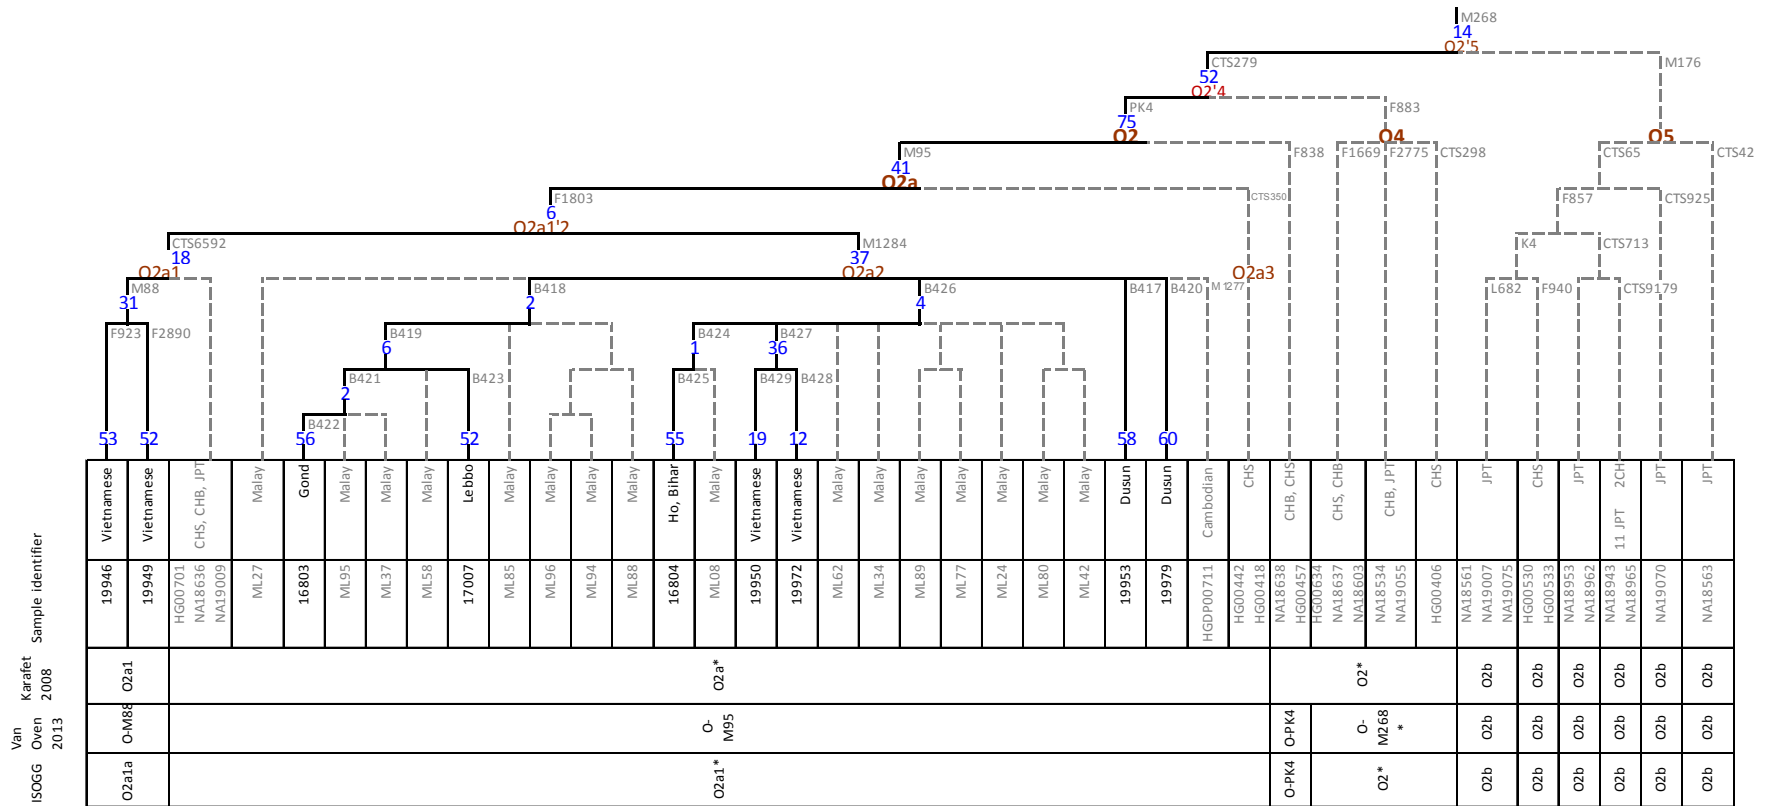 M268
14
O2'5
CTS279
M176
52
O2'4
PK4
F883
75
O2
O4
O5
M95
F838
F1669
F2775
CTS298
CTS65
CTS42
41
O2a
F1803
CTS350
F857
CTS925
6
O2a1'2
CTS6592
M1284
K4
CTS713
18
37
O2a1
O2a2
O2a3
M88
B418
B426
B417
B420
M1277
L682
F940
CTS9179
31
2
4
F923
F2890
B419
B424
B427
6
1
36
B421
B423
B425
B429
B428
2
B422
53
52
56
52
55
19
12
58
60
Vietnamese
Vietnamese
CHS, CHB, JPT
Malay
Gond
Malay
Malay
Malay
Lebbo
Malay
Malay
Malay
Malay
Ho, Bihar
Malay
Vietnamese
Vietnamese
Malay
Malay
Malay
Malay
Malay
Malay
Malay
Dusun
Dusun
Cambodian
CHS
CHB, CHS
CHS, CHB
CHB, JPT
CHS
JPT
CHS
JPT
11 JPT 2CH
JPT
JPT
Sample identifier
19946
19949
HG00701
NA18636
NA19009
ML27
16803
ML95
ML37
ML58
17007
ML85
ML96
ML94
ML88
16804
ML08
19950
19972
ML62
ML34
ML89
ML77
ML24
ML80
ML42
19953
19979
HGDP00711
HG00442
HG00418
NA18638
HG00457
HG00634
NA18637
NA18603
NA18534
NA19055
HG00406
NA18561
NA19007
NA19075
HG00530
HG00533
NA18953
NA18962
NA18943
NA18965
NA19070
NA18563
Karafet
2008
O2a1
O2a*
O2*
O2b
O2b
O2b
O2b
O2b
O2b
Van
Oven
2013
O-M88
O-
M95
O-PK4
O-
M268
*
O2b
O2b
O2b
O2b
O2b
O2b
ISOGG
O2a1a
O2a1*
O-PK4
O2*
O2b
O2b
O2b
O2b
O2b
O2b